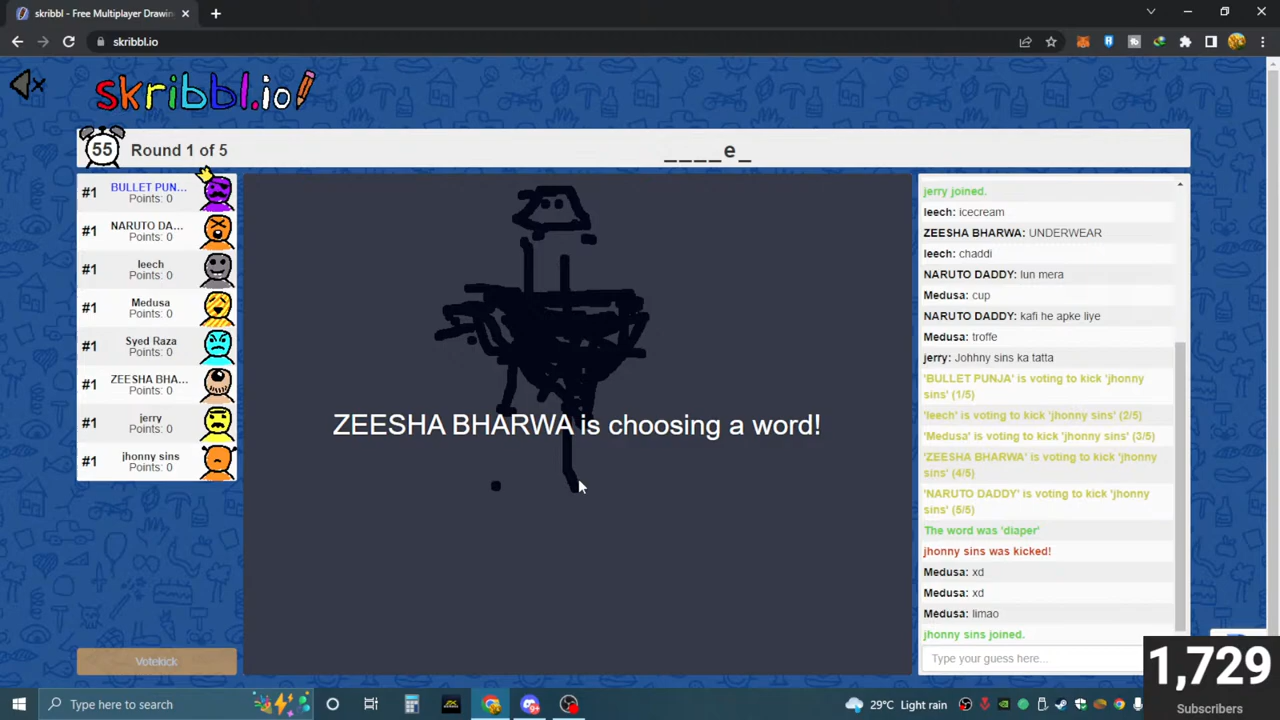 skribbl - Free Multiplayer Drawin
skribbl.io
skribbl.io
55
Round 1 of 5
____e_
#1
BULLET PUN...
Points: 0
#1
NARUTO DA...
Points: 0
#1
leech
Points: 0
#1
Medusa
Points: 0
#1
Syed Raza
Points: 0
#1
ZEESHA BHA...
Points: 0
#1
jerry
Points: 0
#1
jhonny sins
Points: 0
Votekick
ZEESHA BHARWA is choosing a word!
jerry joined.
leech: icecream
ZEESHA BHARWA: UNDERWEAR
leech: chaddi
NARUTO DADDY: lun mera
Medusa: cup
NARUTO DADDY: kafi he apke liye
Medusa: troffe
jerry: Johhny sins ka tatta
'BULLET PUNJA' is voting to kick 'jhonny
sins' (1/5)
'leech' is voting to kick 'jhonny sins' (2/5)
'Medusa' is voting to kick 'jhonny sins' (3/5)
'ZEESHA BHARWA' is voting to kick 'jhonny
sins' (4/5)
'NARUTO DADDY' is voting to kick 'jhonny
sins' (5/5)
The word was 'diaper'
jhonny sins was kicked!
Medusa: xd
Medusa: xd
Medusa: limao
jhonny sins joined.
Type your guess here...
1,729
Subscribers
Type here to search
29°C Light rain